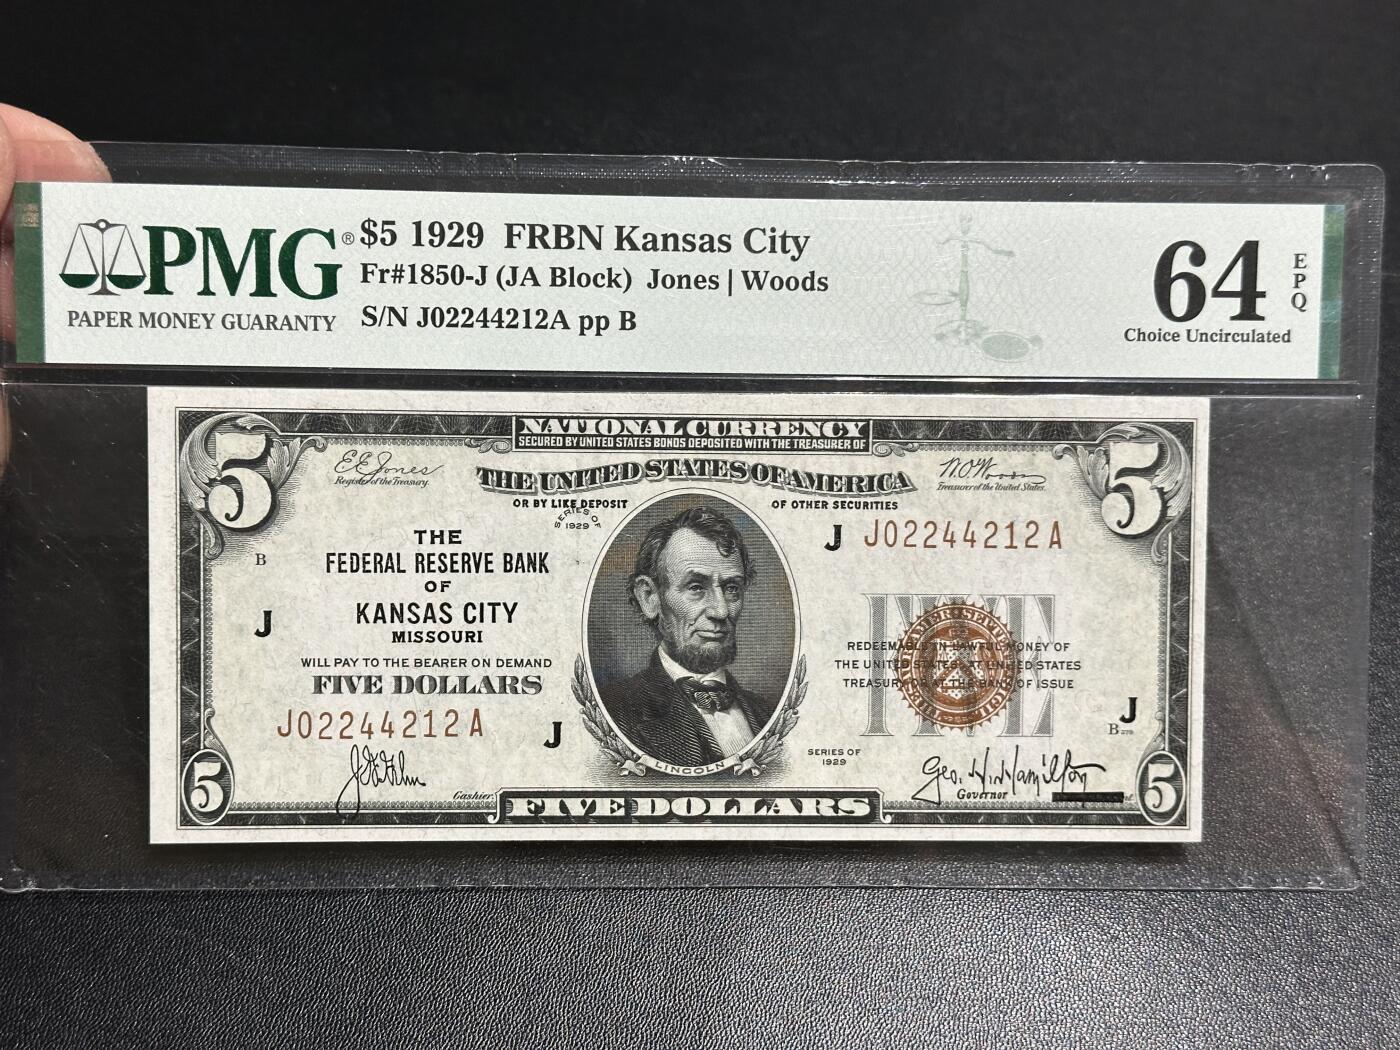 PMG®
PAPER MONEY GUARANTY
$5 1929 FRBN Kansas City
Fr#1850-J (JA Block) Jones | Woods
S/N J02244212A pp B
64
EPQ
Choice Uncirculated
NATIONAL CURRENCY
SECURED BY UNITED STATES BONDS DEPOSITED WITH THE TREASURER OF
THE UNITED STATES OF AMERICA
OR BY LIKE DEPOSIT OF OTHER SECURITIES
5
5
E E Jones
Register of the Treasury.
W.O. Woods
Treasurer of the United States.
SERIES OF
1929
THE
FEDERAL RESERVE BANK
OF
KANSAS CITY
MISSOURI
B
J
J J02244212A
WILL PAY TO THE BEARER ON DEMAND
FIVE DOLLARS
J02244212A
J
FIVE
REDEEMABLE IN LAWFUL MONEY OF
THE UNITED STATES AT UNITED STATES
TREASURY OR AT THE BANK OF ISSUE
J
B
LINCOLN
SERIES OF
1929
Cashier.
Geo. H. Hamilton
Governor
5
FIVE DOLLARS
5